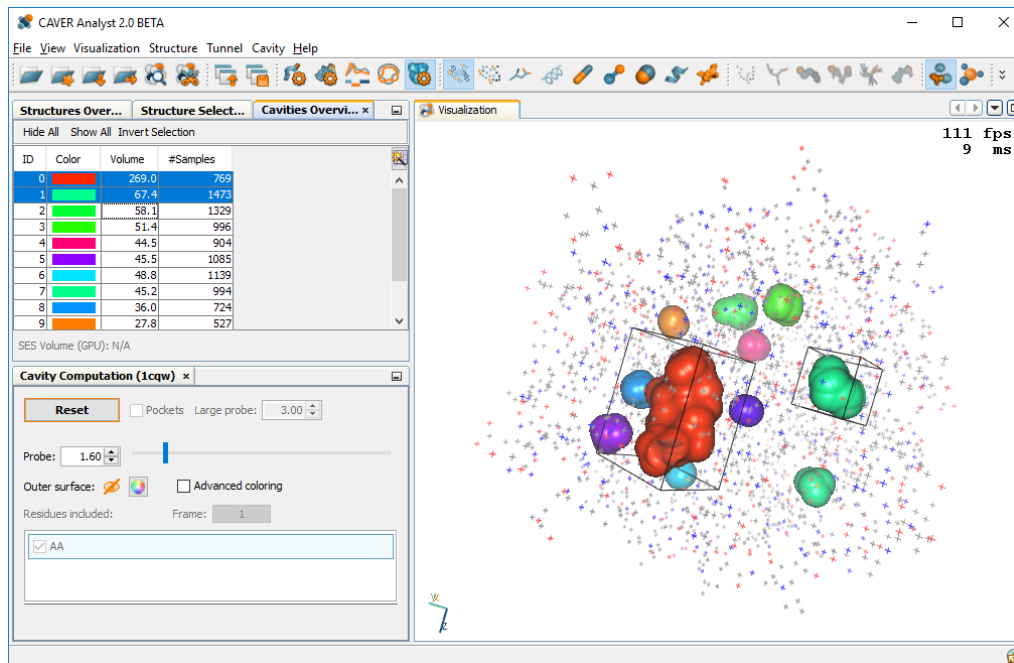 CAVER Analyst 2.0 BETA
File View Visualization Structure Tunnel Cavity Help
Structures Over... Structure Select... Cavities Overvi... ×
Hide All Show All Invert Selection
ID Color Volume #Samples
0 269.0 769
1 67.4 1473
2 58.1 1329
3 51.4 996
4 44.5 904
5 45.5 1085
6 48.8 1139
7 45.2 994
8 36.0 724
9 27.8 527
SES Volume (GPU): N/A
Cavity Computation (1cqw) ×
Reset Pockets Large probe: 3.00
Probe: 1.60
Outer surface: Advanced coloring
Residues included: Frame: 1
AA
Visualization
111 fps
9 ms